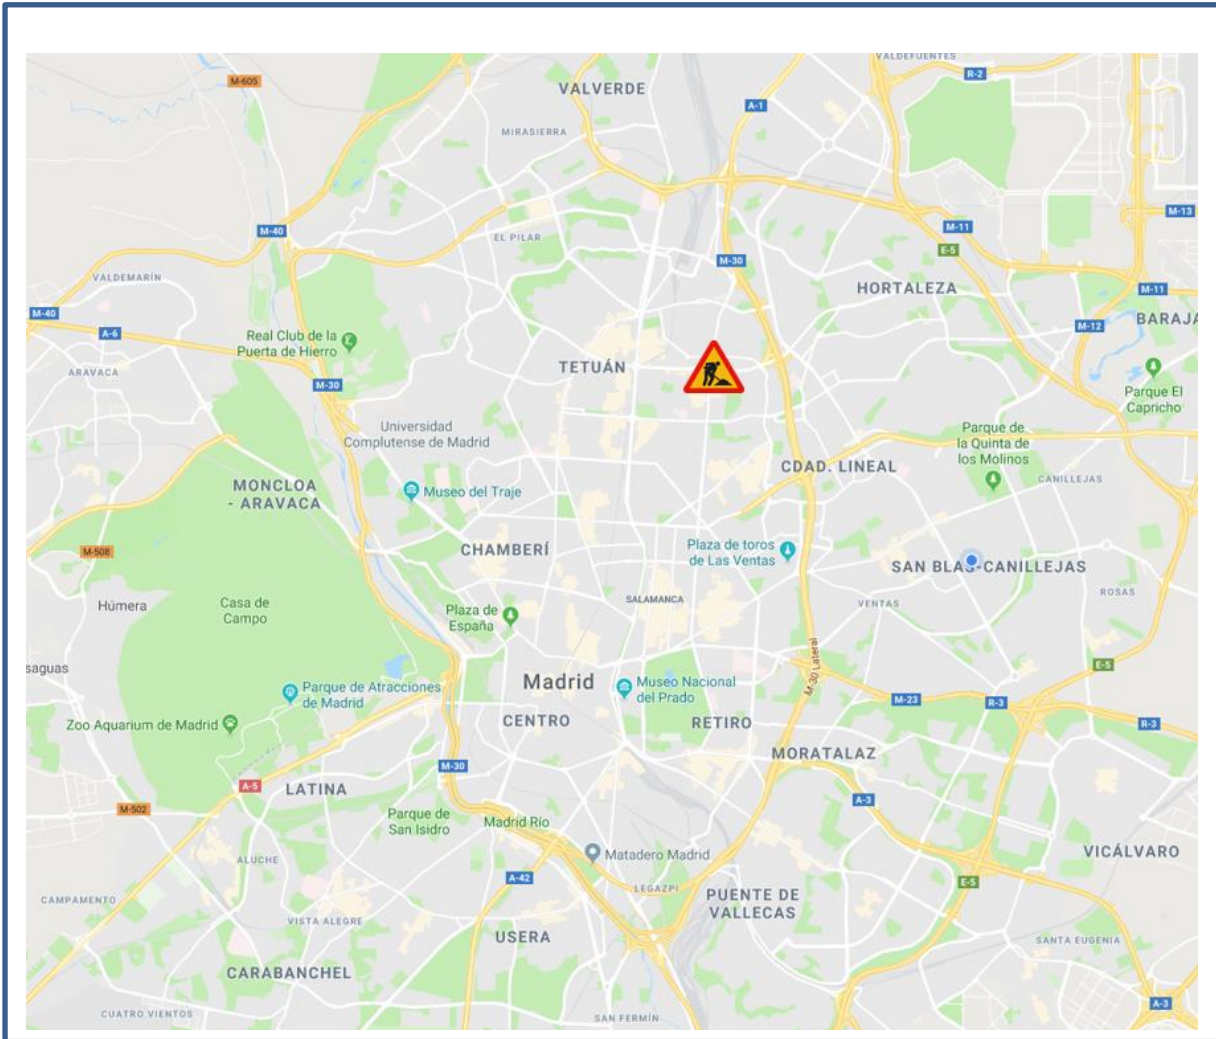 VALDEFUENTES
M-605
R-2
VALVERDE
A-1
MIRASIERRA
M-13
M-40
M-11
EL PILAR
E-5
M-30
VALDEMARÍN
HORTALEZA
M-11
M-40
BARAJA
M-12
A-6
Real Club de la
Puerta de Hierro
TETUÁN
ARAVACA
M-30
Parque El
Capricho
Universidad
Complutense de Madrid
Parque de
la Quinta de
los Molinos
CDAD. LINEAL
CANILLEJAS
MONCLOA
- ARAVACA
Museo del Traje
M-508
CHAMBERÍ
Plaza de toros
de Las Ventas
SAN BLAS-CANILLEJAS
ROSAS
Húmera
Casa de
Campo
SALAMANCA
VENTAS
Plaza de
España
saguas
M-30 Lateral
E-5
Parque de Atracciones
de Madrid
Madrid
Museo Nacional
del Prado
M-23
R-3
R-3
Zoo Aquarium de Madrid
CENTRO
RETIRO
MORATALAZ
M-30
A-5
LATINA
A-3
M-502
Parque de
San Isidro
Madrid Río
Matadero Madrid
VICÁLVARO
ALUCHE
A-42
LEGAZPI
E-5
PUENTE DE
VALLECAS
CAMPAMENTO
VISTA ALEGRE
USERA
SANTA EUGENIA
CARABANCHEL
A-3
CUATRO VIENTOS
SAN FERMÍN